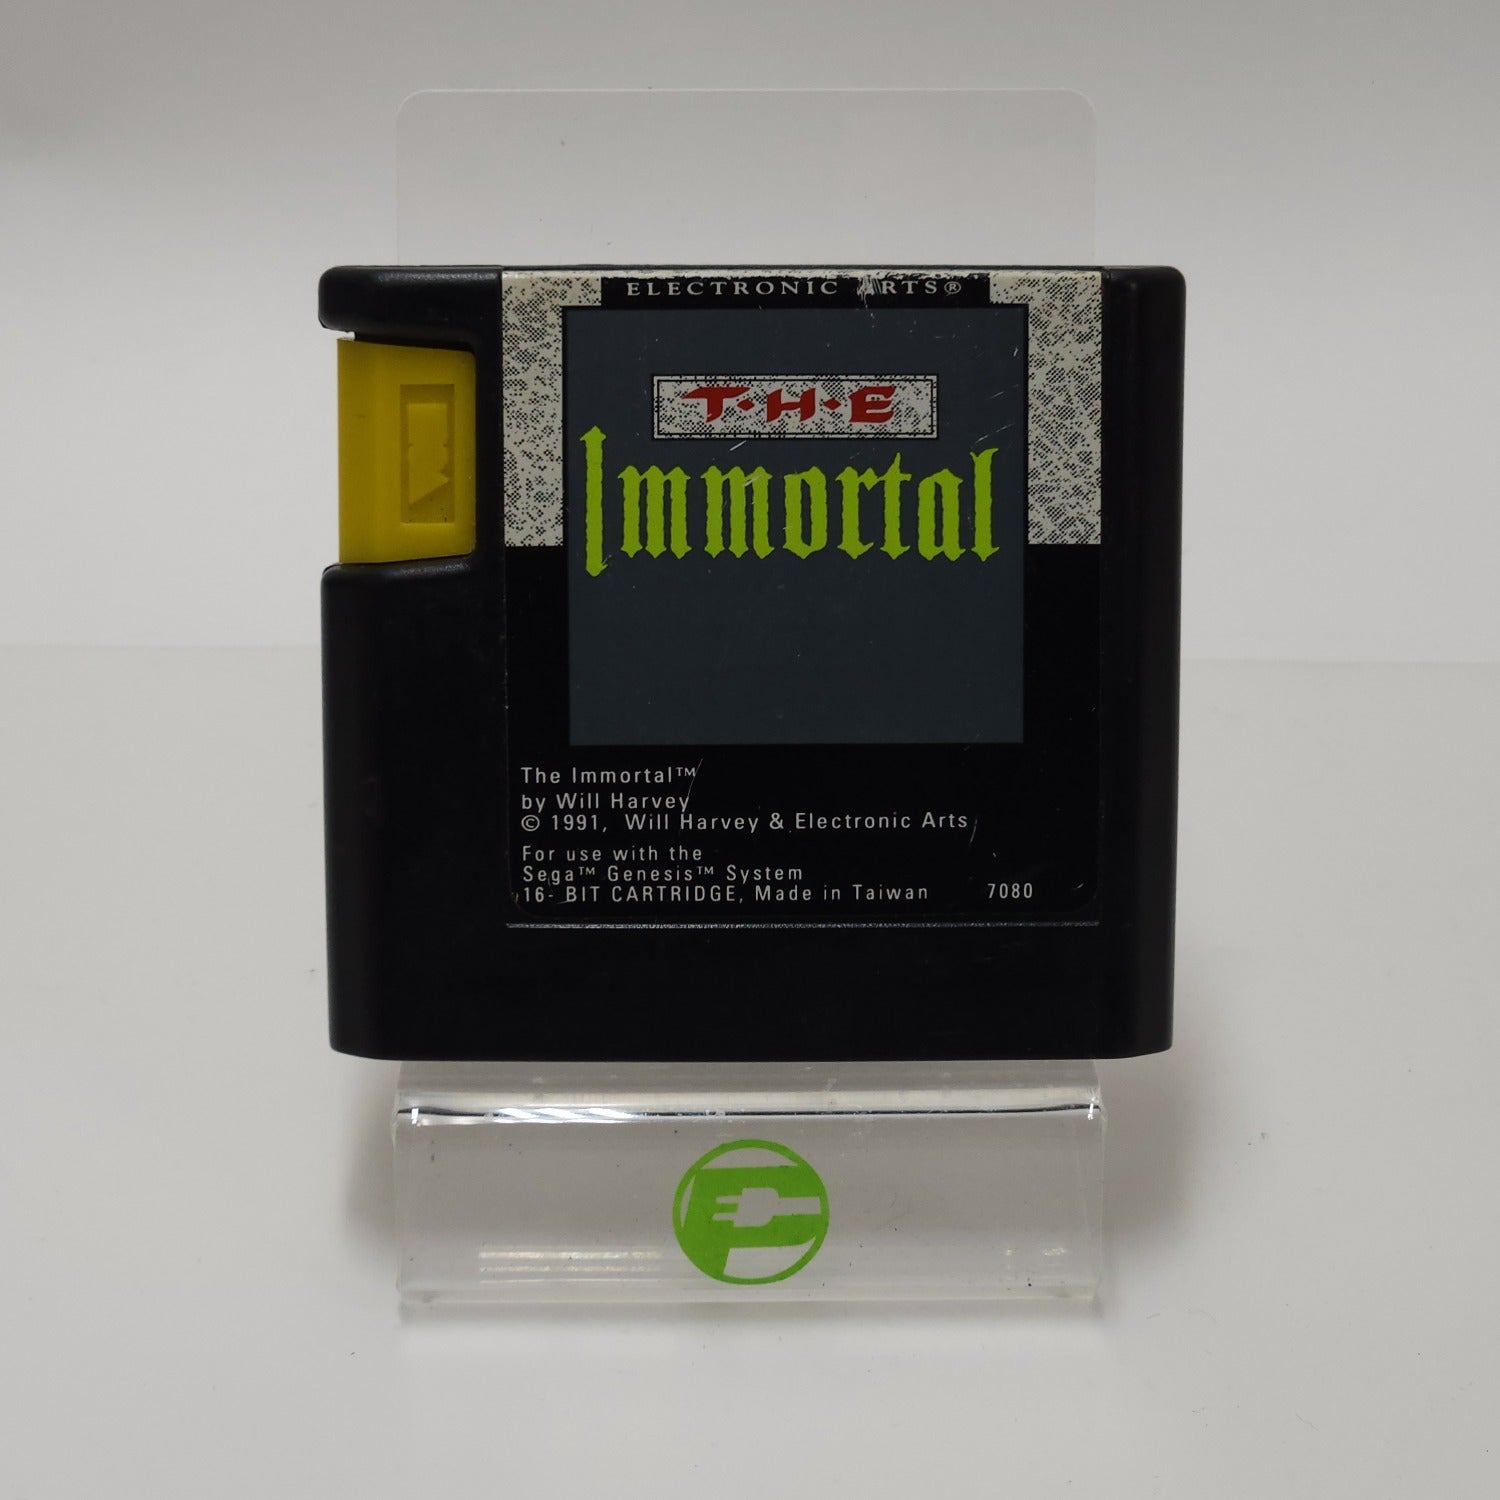 ELECTRONIC ARTS®
T·H·E
Immortal
The Immortal™
by Will Harvey
© 1991, Will Harvey & Electronic Arts
For use with the
Sega™ Genesis™ System
16- BIT CARTRIDGE, Made in Taiwan 7080